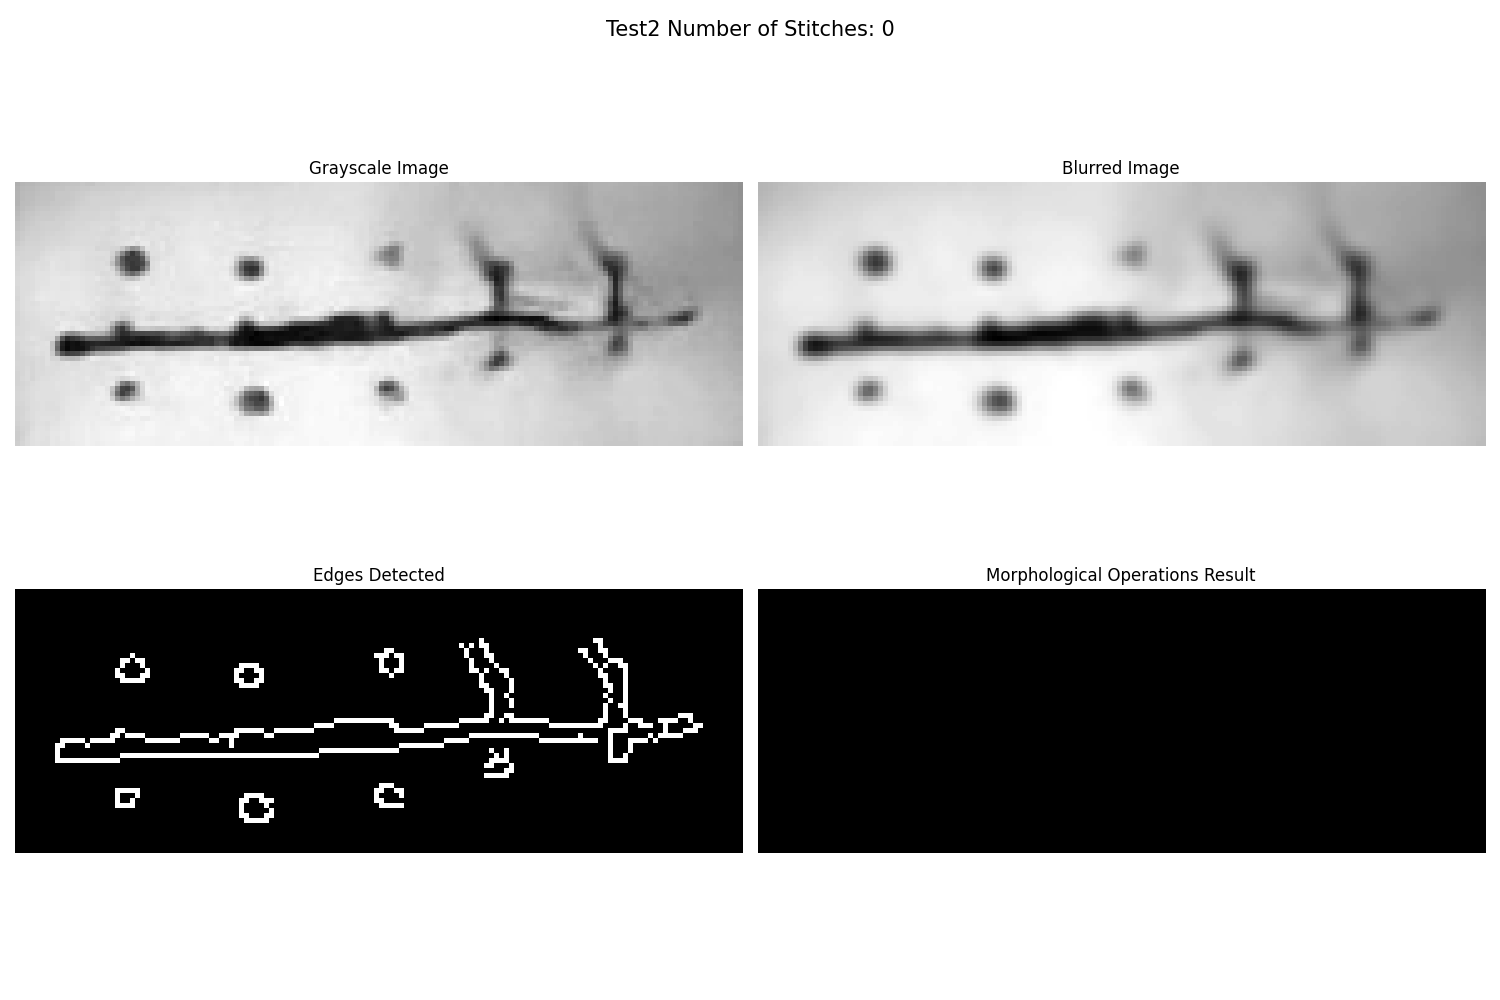 Test2 Number of Stitches: 0
Grayscale Image
Blurred Image
Edges Detected
Morphological Operations Result